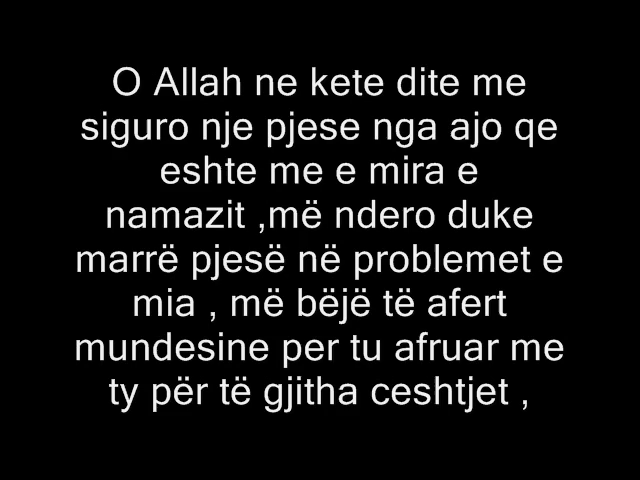 O Allah ne kete dite me
siguro nje pjese nga ajo qe
eshte me e mira e
namazit ,më ndero duke
marrë pjesë në problemet e
mia , më bëjë të afert
mundesine per tu afruar me
ty për të gjitha ceshtjet ,